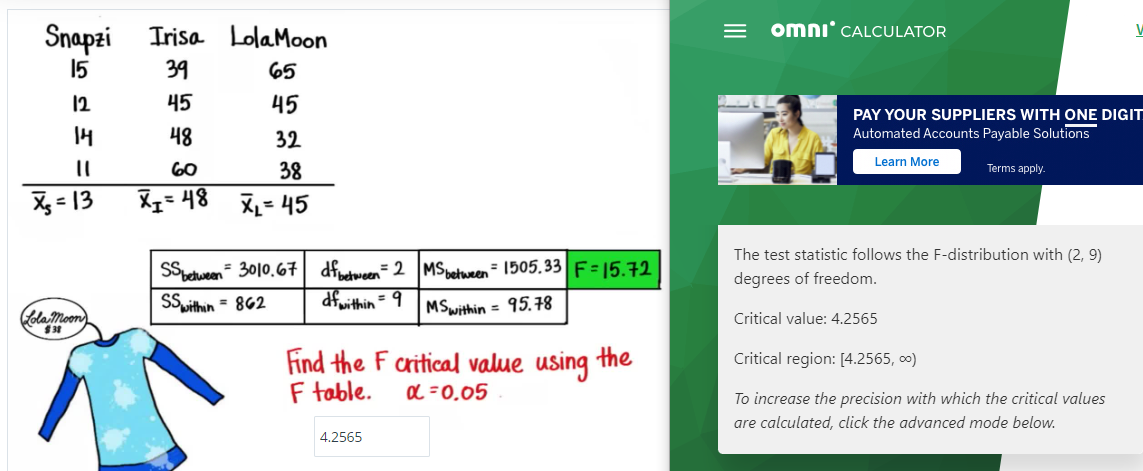 Snapzi Irisa LolaMoon
15 39 65
12 45 45
14 48 32
11 60 38
x̄S = 13 x̄I = 48 x̄L = 45
SSbetween = 3010.67 dfbetween = 2 MSbetween = 1505.33 F = 15.72
SSwithin = 862 dfwithin = 9 MSwithin = 95.78
LolaMoon
$38
Find the F critical value using the
F table. α = 0.05
4.2565
omni CALCULATOR
PAY YOUR SUPPLIERS WITH ONE DIGIT
Automated Accounts Payable Solutions
Learn More
Terms apply.
The test statistic follows the F-distribution with (2, 9)
degrees of freedom.
Critical value: 4.2565
Critical region: [4.2565, ∞)
To increase the precision with which the critical values
are calculated, click the advanced mode below.